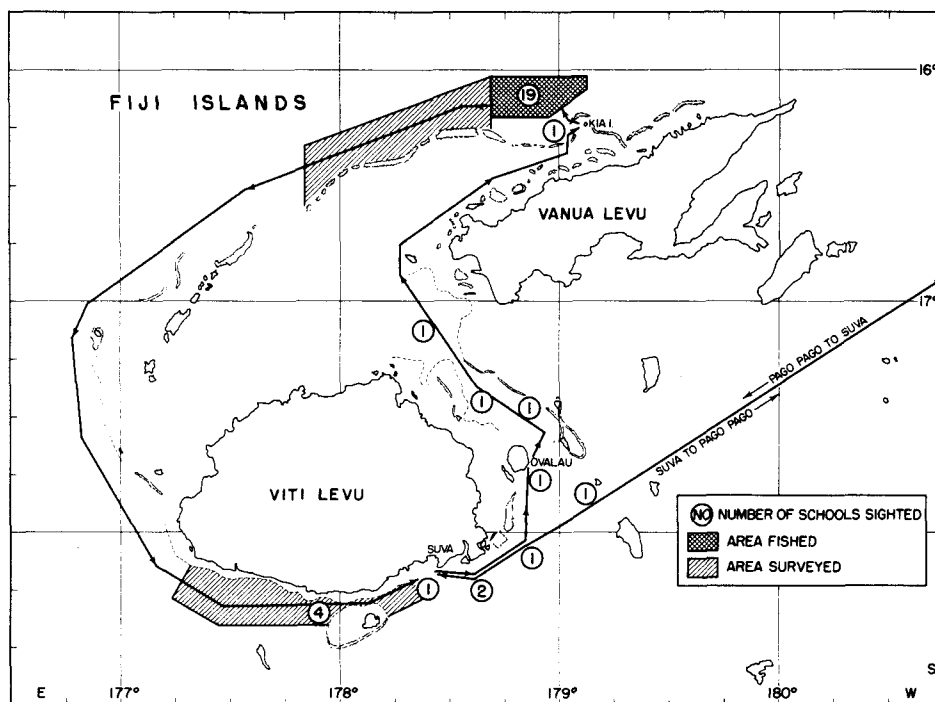 16°
FIJI ISLANDS
19
1
KIA I.
VANUA LEVU
17°
1
PAGO PAGO TO SUVA
1
1
SUVA TO PAGO PAGO
OVALAU
1
1
VITI LEVU
NO NUMBER OF SCHOOLS SIGHTED
AREA FISHED
AREA SURVEYED
SUVA
1
4
1
2
S
E
177°
178°
179°
180°
W